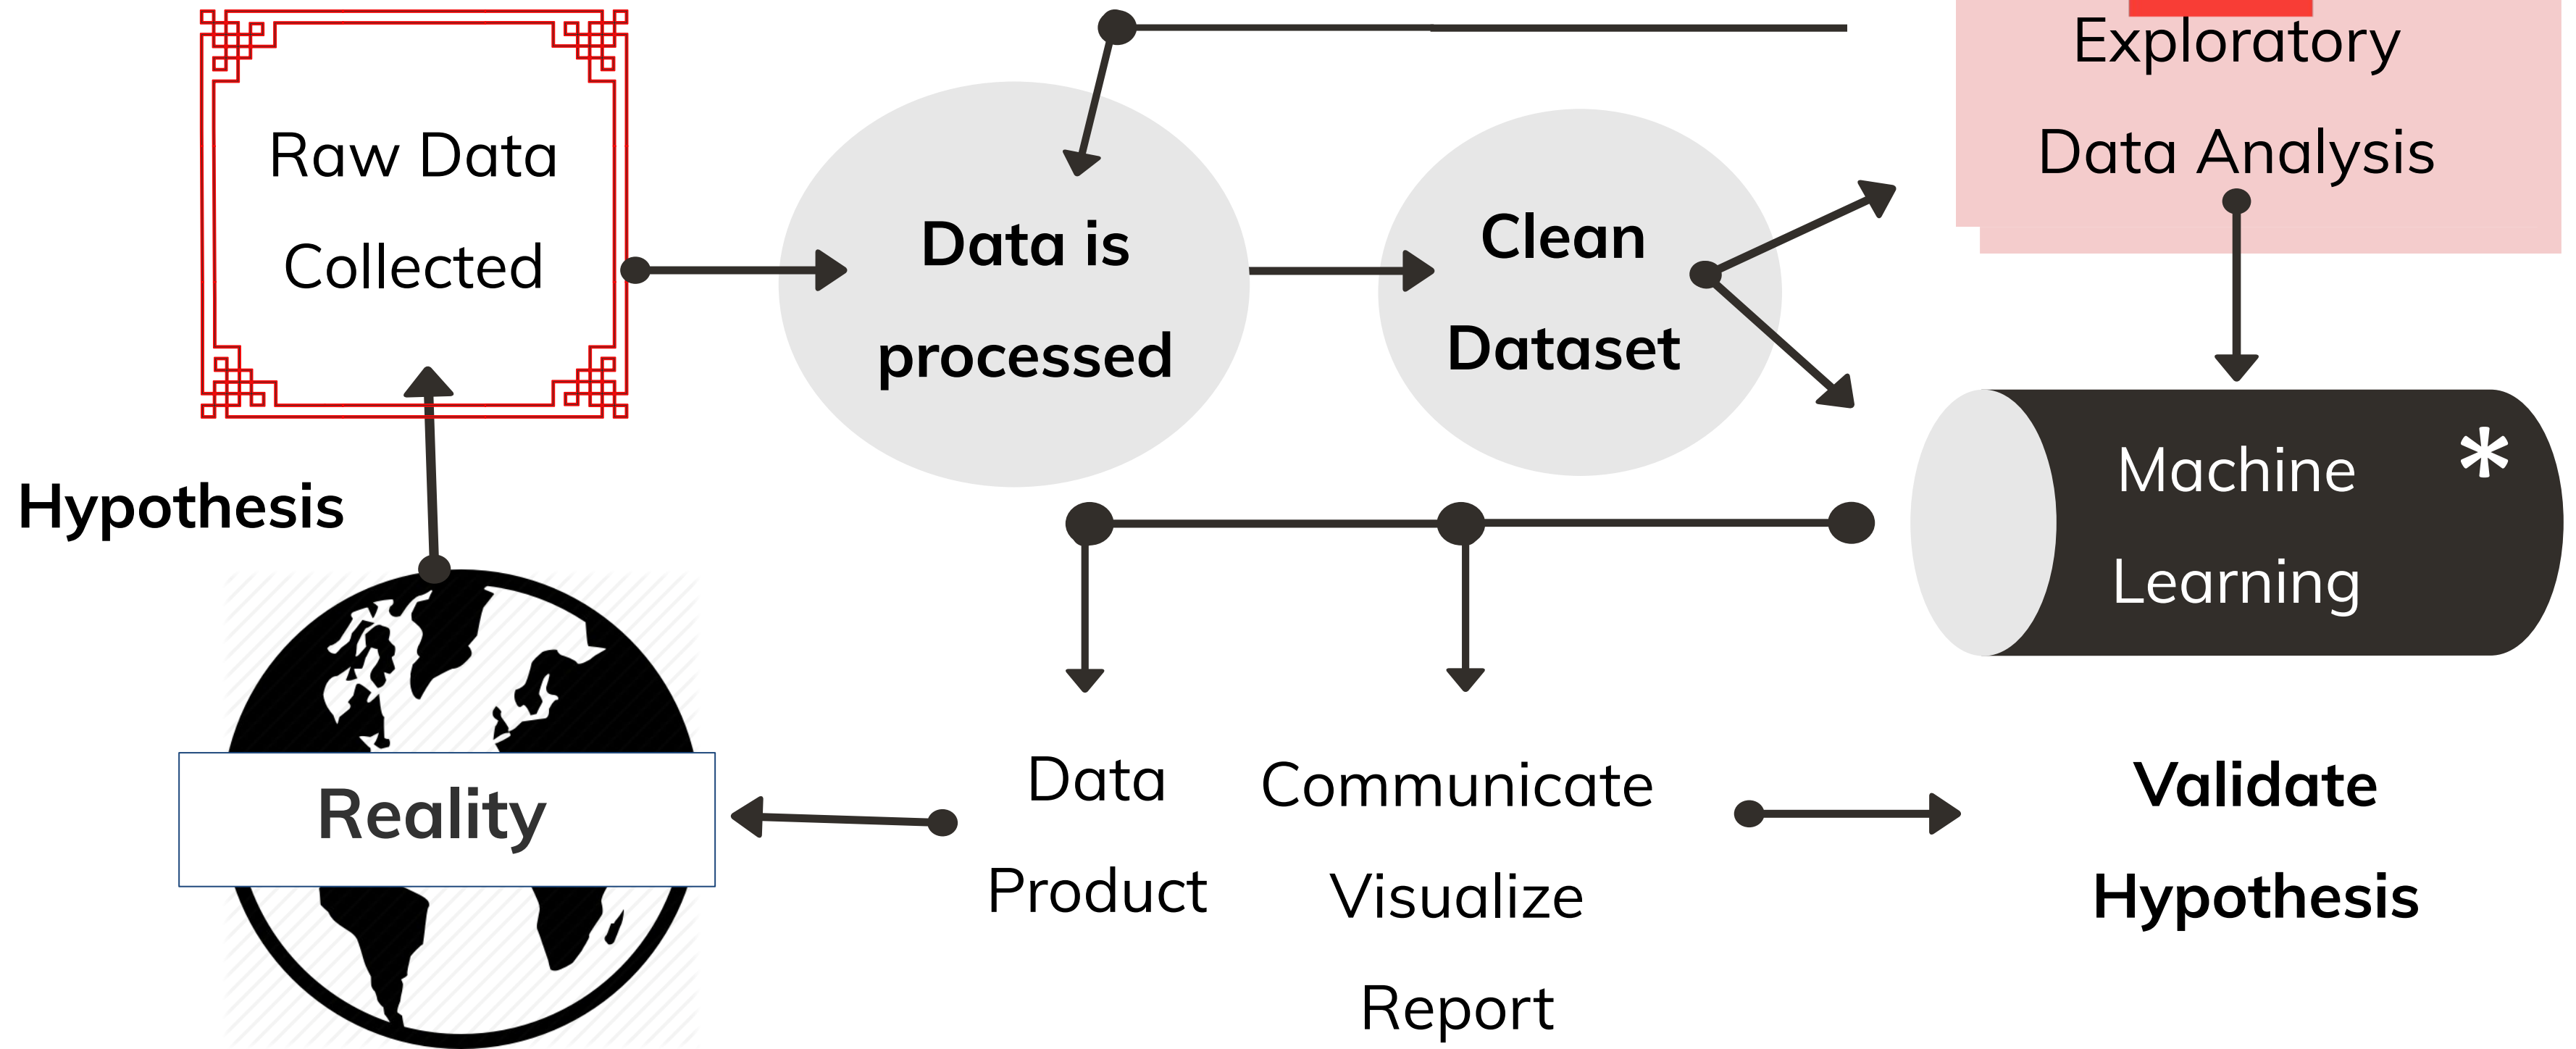 Raw Data
Collected
Data is
processed
Clean
Dataset
Exploratory
Data Analysis
Hypothesis
Machine
Learning
*
Reality
Data
Product
Communicate
Visualize
Report
Validate
Hypothesis